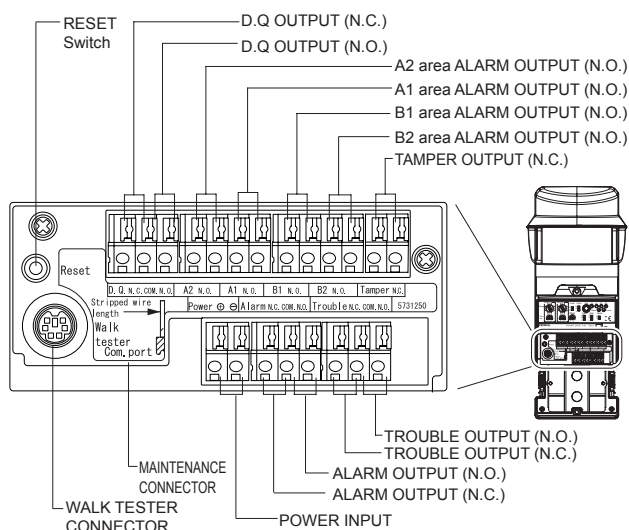 RESET
Switch
D.Q OUTPUT (N.C.)
D.Q OUTPUT (N.O.)
A2 area ALARM OUTPUT (N.O.)
A1 area ALARM OUTPUT (N.O.)
B1 area ALARM OUTPUT (N.O.)
B2 area ALARM OUTPUT (N.O.)
TAMPER OUTPUT (N.C.)
Reset
D. Q. N. C. COM. N. O. A2 N. O. A1 N. O. B1 N. O. B2 N. O. Tamper N.C.
Stripped wire
length
Power ⊕ ⊖ Alarm N.C. COM. N.O. Trouble N.C. COM. N.O. 5731250
Walk
tester
Com. port
TROUBLE OUTPUT (N.O.)
TROUBLE OUTPUT (N.C.)
ALARM OUTPUT (N.O.)
ALARM OUTPUT (N.C.)
POWER INPUT
MAINTENANCE
CONNECTOR
WALK TESTER
CONNECTOR